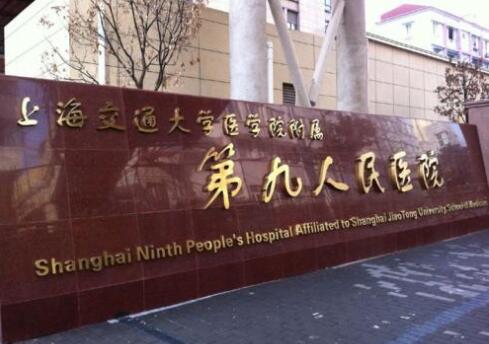 上海交通大学医学院附属
第九人民医院
Shanghai Ninth People's Hospital Affiliated to Shanghai JiaoTong University School of Medicine